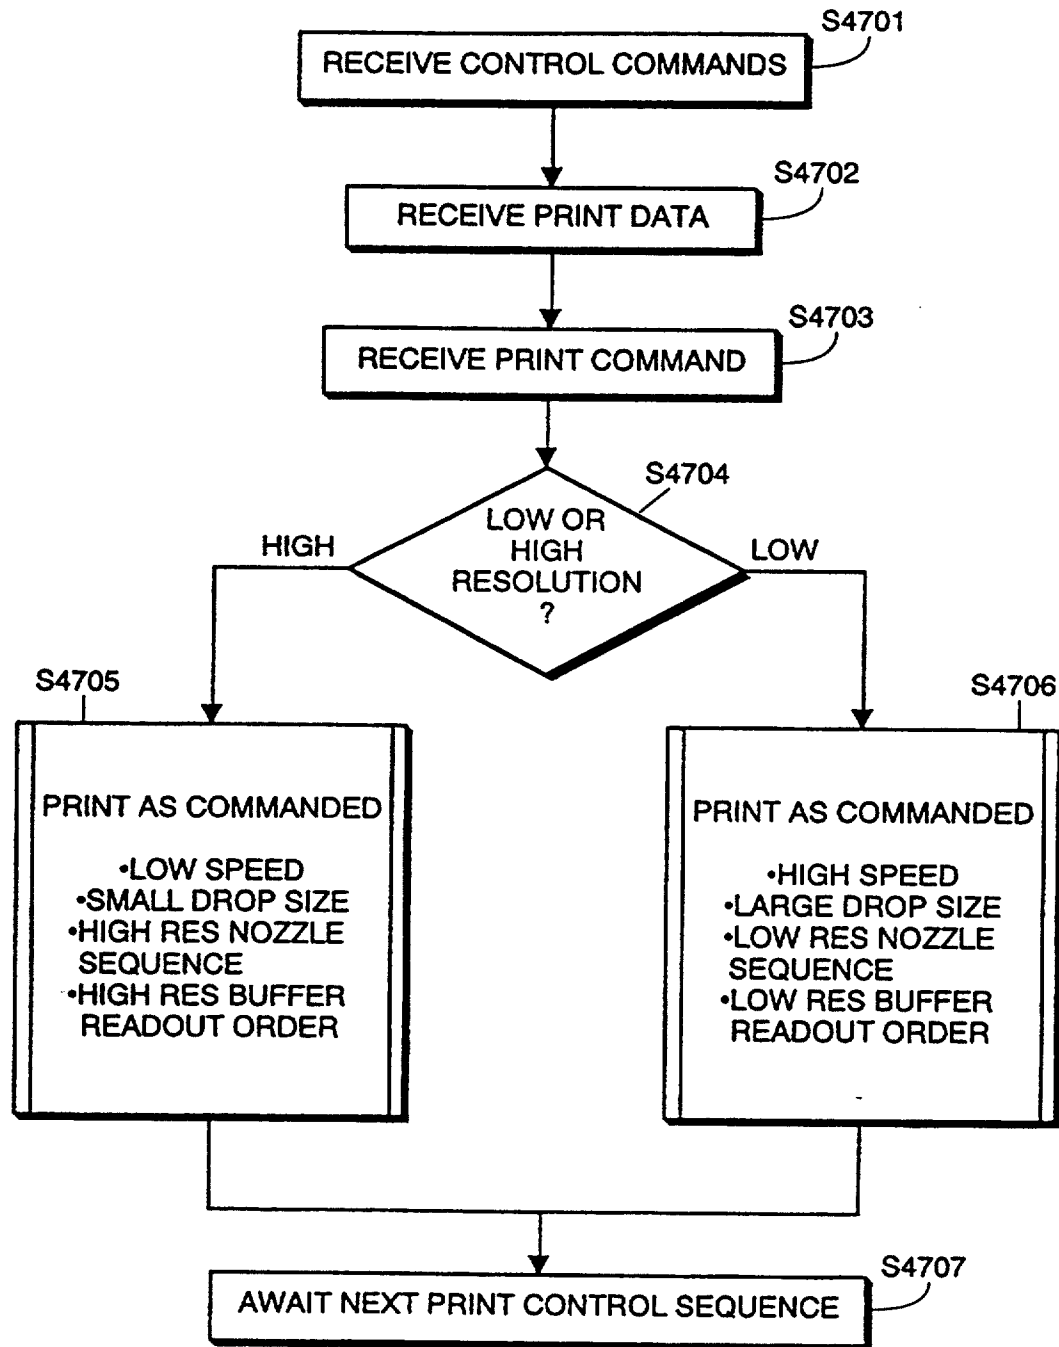 S4701
RECEIVE CONTROL COMMANDS
S4702
RECEIVE PRINT DATA
S4703
RECEIVE PRINT COMMAND
S4704
LOW OR
HIGH
RESOLUTION
?
HIGH
LOW
S4705
PRINT AS COMMANDED
•LOW SPEED
•SMALL DROP SIZE
•HIGH RES NOZZLE
SEQUENCE
•HIGH RES BUFFER
READOUT ORDER
S4706
PRINT AS COMMANDED
•HIGH SPEED
•LARGE DROP SIZE
•LOW RES NOZZLE
SEQUENCE
•LOW RES BUFFER
READOUT ORDER
S4707
AWAIT NEXT PRINT CONTROL SEQUENCE